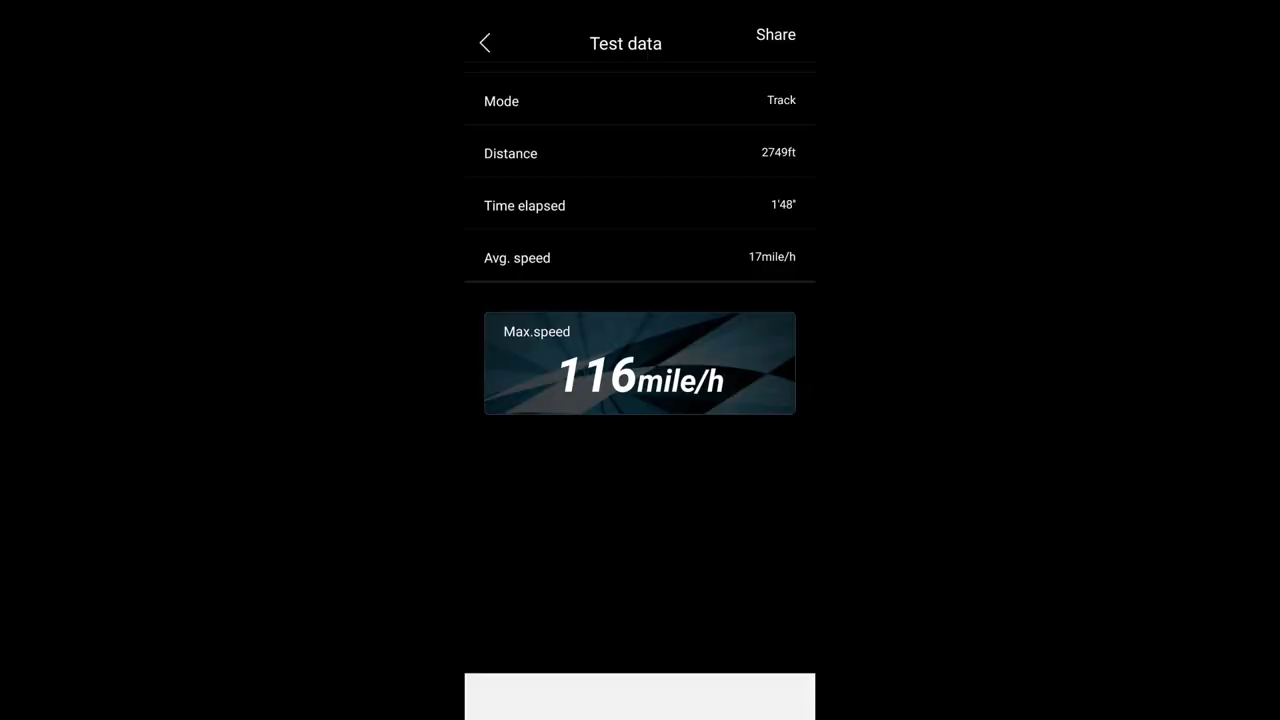 Test data
Share
Mode Track
Distance 2749ft
Time elapsed 1'48"
Avg. speed 17mile/h
Max.speed
116mile/h